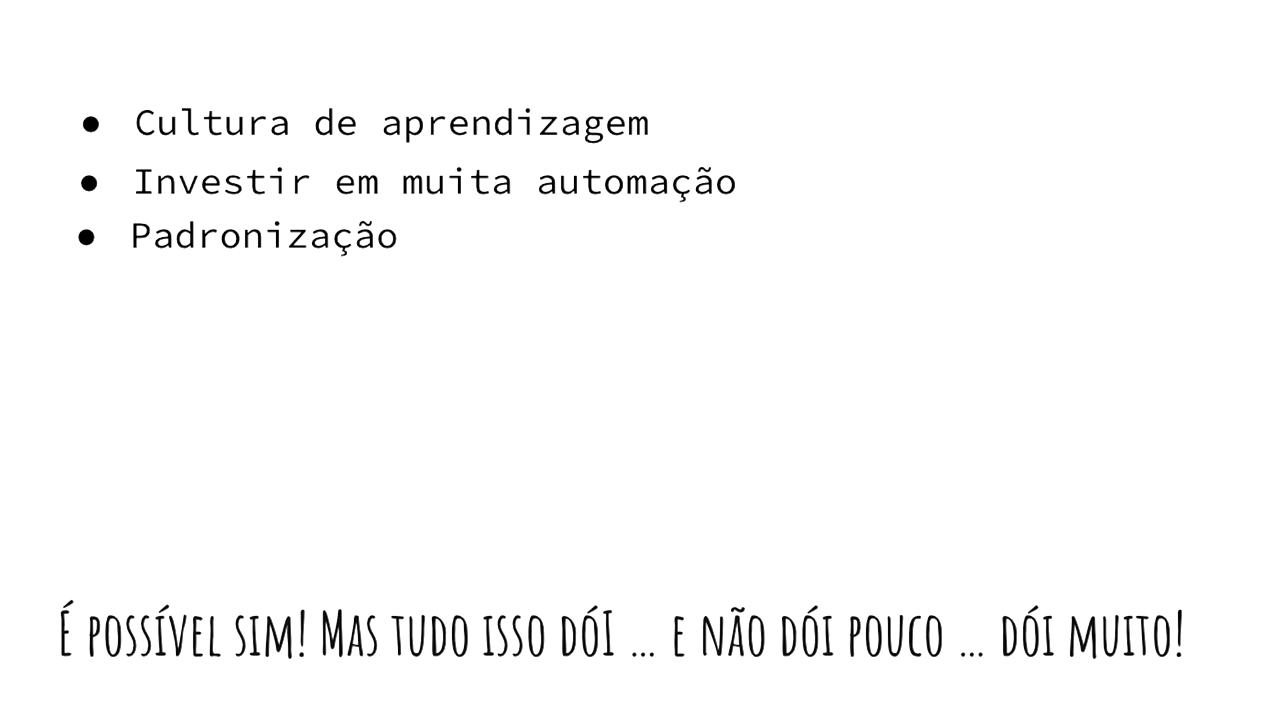 ● Cultura de aprendizagem
● Investir em muita automação
● Padronização
É possível sim! Mas tudo isso dói ... e não dói pouco ... dói muito!